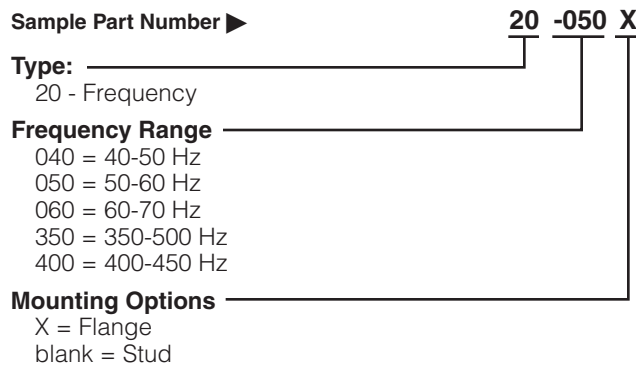 Sample Part Number ▶ 20 -050 X
Type:
20 - Frequency
Frequency Range
040 = 40-50 Hz
050 = 50-60 Hz
060 = 60-70 Hz
350 = 350-500 Hz
400 = 400-450 Hz
Mounting Options
X = Flange
blank = Stud